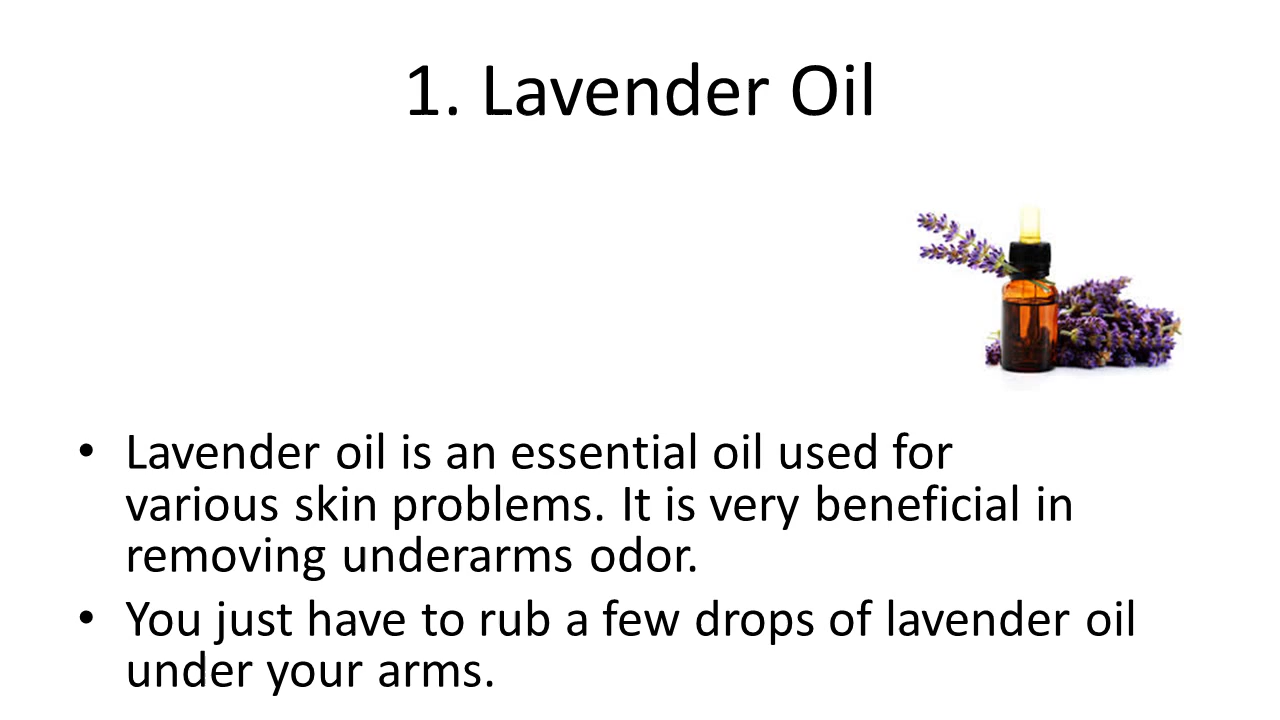 1. Lavender Oil
• Lavender oil is an essential oil used for
various skin problems. It is very beneficial in
removing underarms odor.
• You just have to rub a few drops of lavender oil
under your arms.